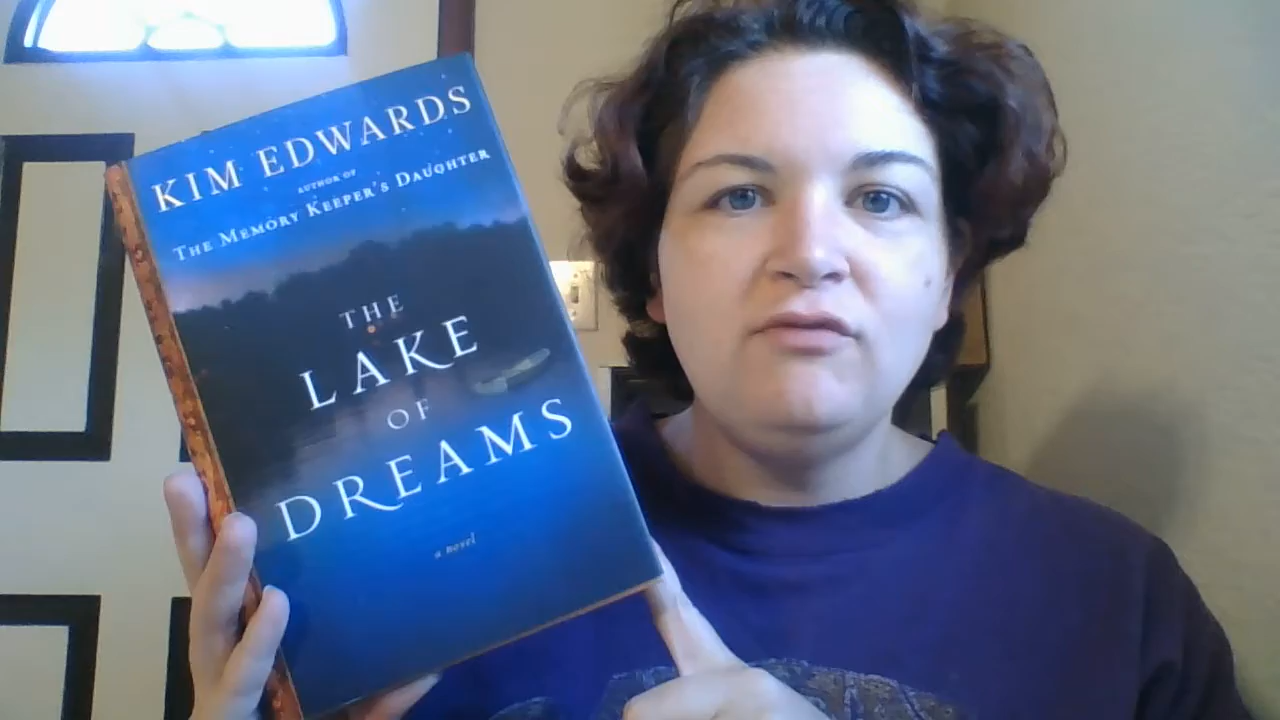 KIM EDWARDS
AUTHOR OF
THE MEMORY KEEPER'S DAUGHTER
THE
LAKE
OF
DREAMS
a novel